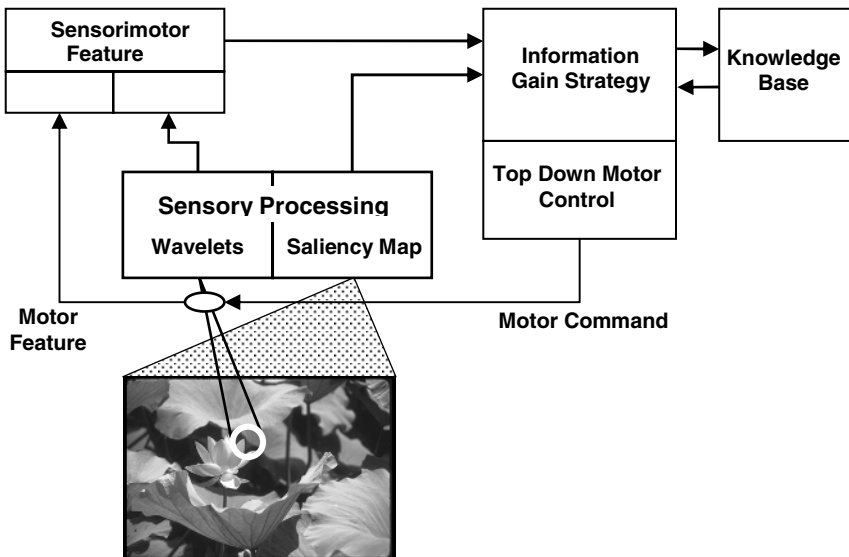 Sensorimotor
Feature
Information
Gain Strategy
Knowledge
Base
Top Down Motor
Control
Sensory Processing
Wavelets
Saliency Map
Motor
Feature
Motor Command